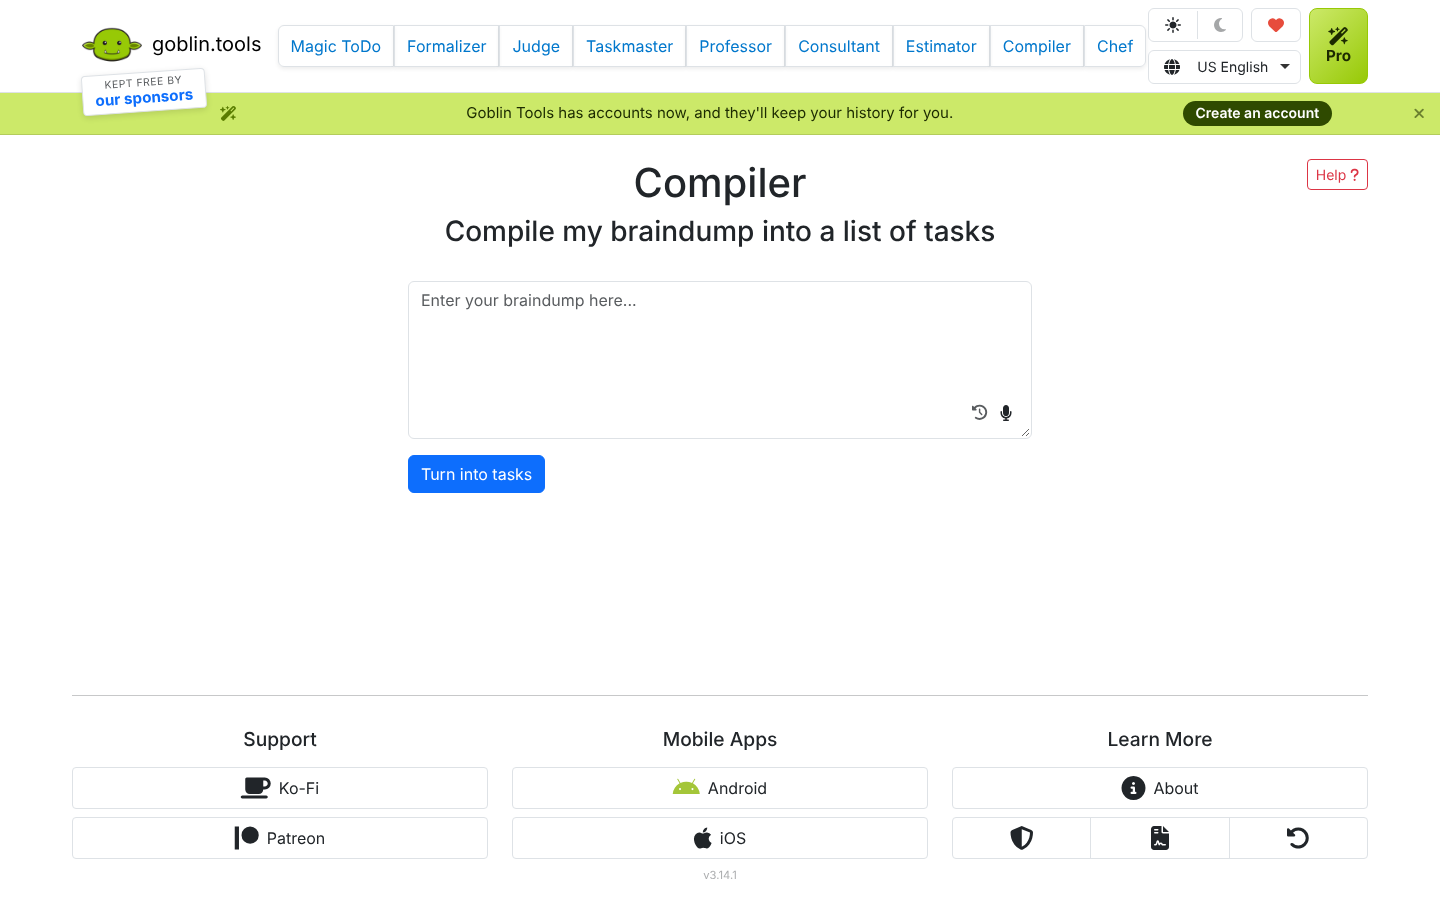 goblin.tools
KEPT FREE BY
our sponsors
Magic ToDo
Formalizer
Judge
Taskmaster
Professor
Consultant
Estimator
Compiler
Chef
US English
Pro
Goblin Tools has accounts now, and they'll keep your history for you.
Create an account
Compiler
Help
Compile my braindump into a list of tasks
Enter your braindump here...
Turn into tasks
Support
Ko-Fi
Patreon
Mobile Apps
Android
iOS
Learn More
About
v3.14.1